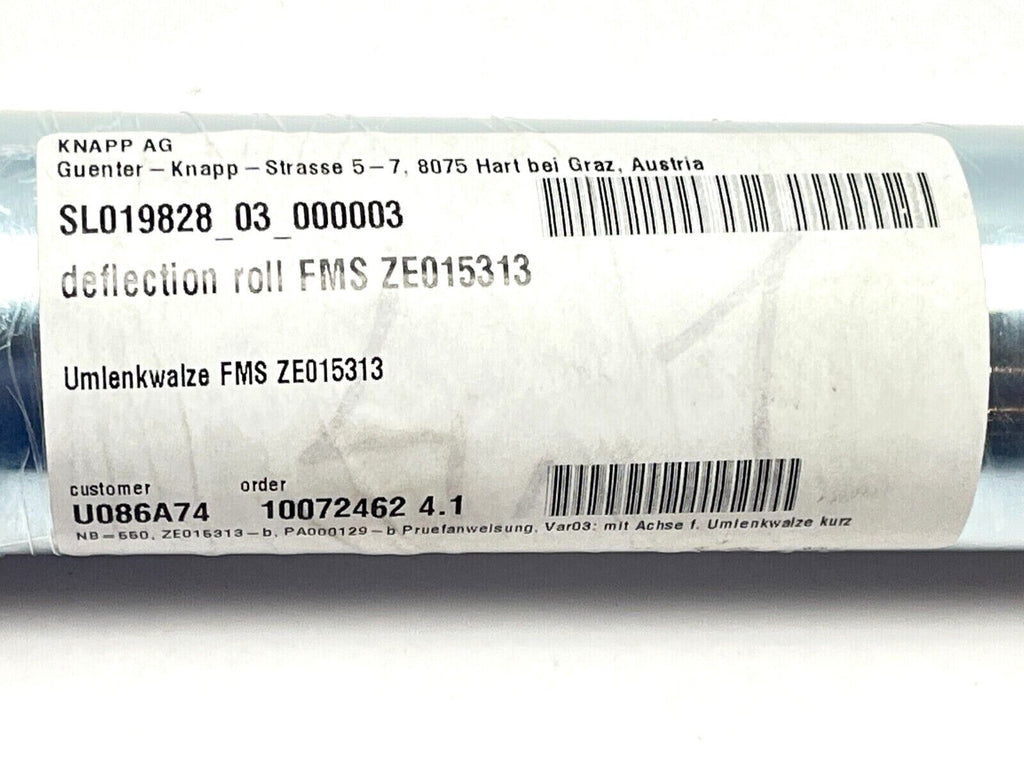 KNAPP AG
Guenter-Knapp-Strasse 5-7, 8075 Hart bei Graz, Austria
SL019828_03_000003
deflection roll FMS ZE015313
Umlenkwalze FMS ZE015313
customer order
U086A74 10072462 4.1
NB-550, ZE015313-b, PA000129-b Pruefanweisung, Var03: mit Achse f. Umlenkwalze kurz